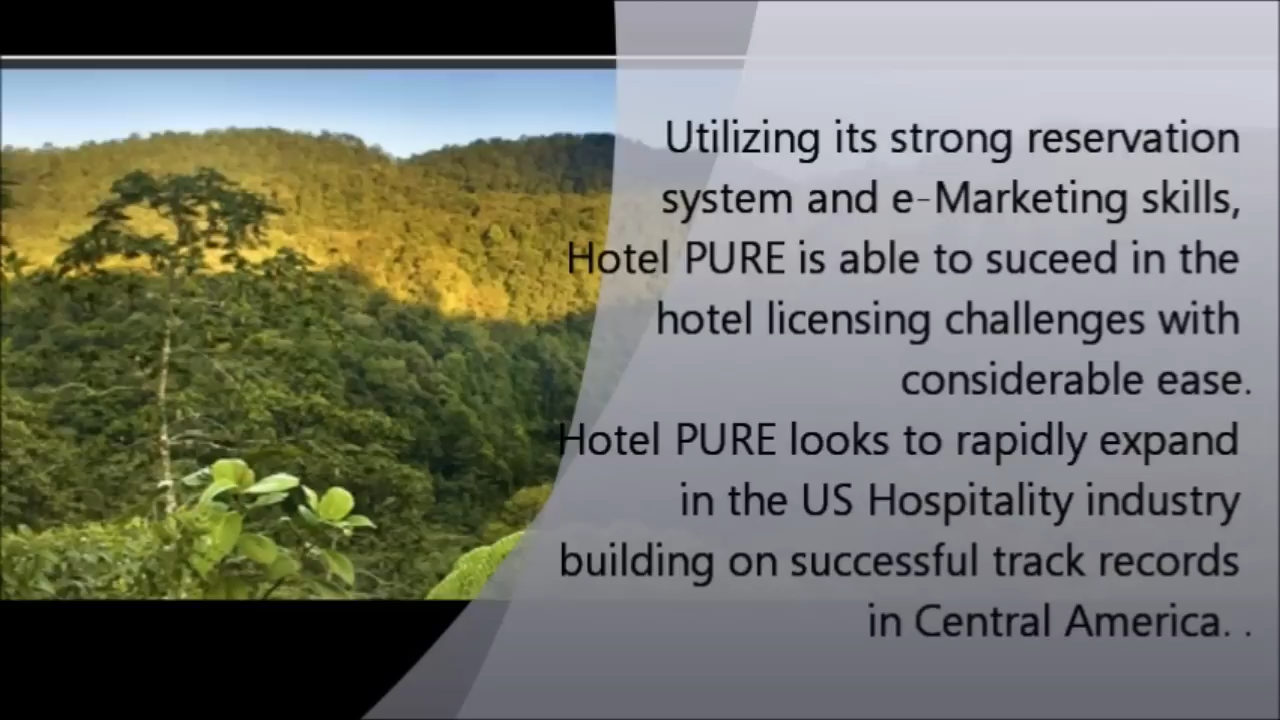 Utilizing its strong reservation
system and e-Marketing skills,
Hotel PURE is able to suceed in the
hotel licensing challenges with
considerable ease.
Hotel PURE looks to rapidly expand
in the US Hospitality industry
building on successful track records
in Central America. .